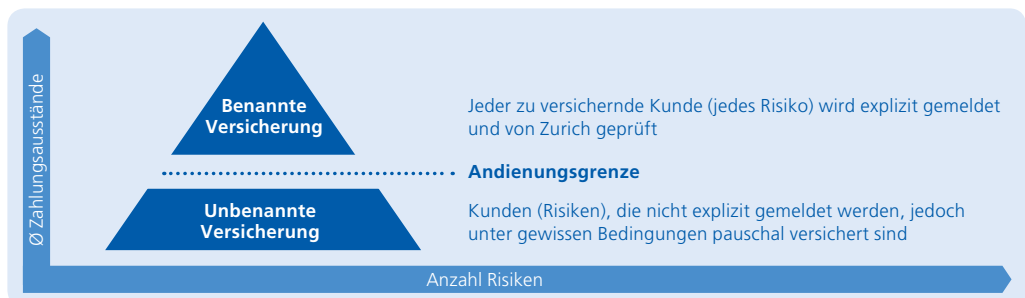 Ø Zahlungsausstände
Benannte
Versicherung
Jeder zu versichernde Kunde (jedes Risiko) wird explizit gemeldet
und von Zurich geprüft
Andienungsgrenze
Unbenannte
Versicherung
Kunden (Risiken), die nicht explizit gemeldet werden, jedoch
unter gewissen Bedingungen pauschal versichert sind
Anzahl Risiken